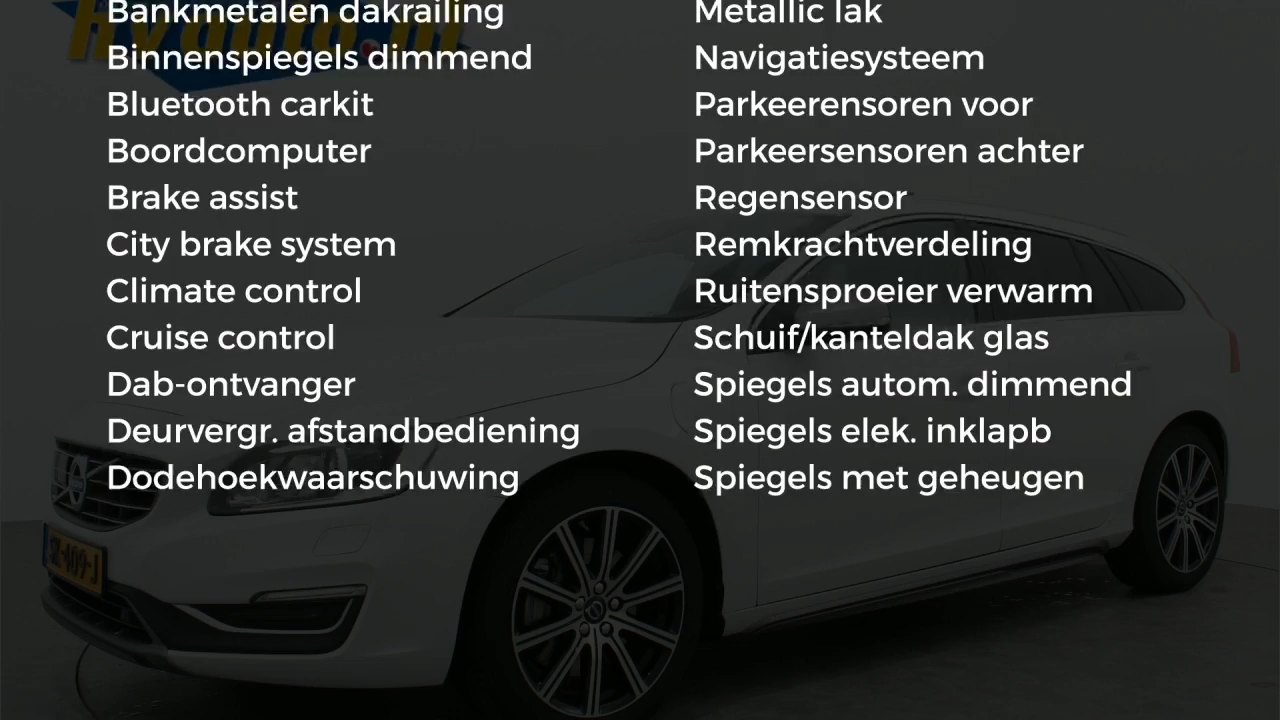 Bankmetalen dakrailing
Binnenspiegels dimmend
Bluetooth carkit
Boordcomputer
Brake assist
City brake system
Climate control
Cruise control
Dab-ontvanger
Deurvergr. afstandbediening
Dodehoekwaarschuwing
Metallic lak
Navigatiesysteem
Parkeerensoren voor
Parkeersensoren achter
Regensensor
Remkrachtverdeling
Ruitensproeier verwarm
Schuif/kanteldak glas
Spiegels autom. dimmend
Spiegels elek. inklapb
Spiegels met geheugen